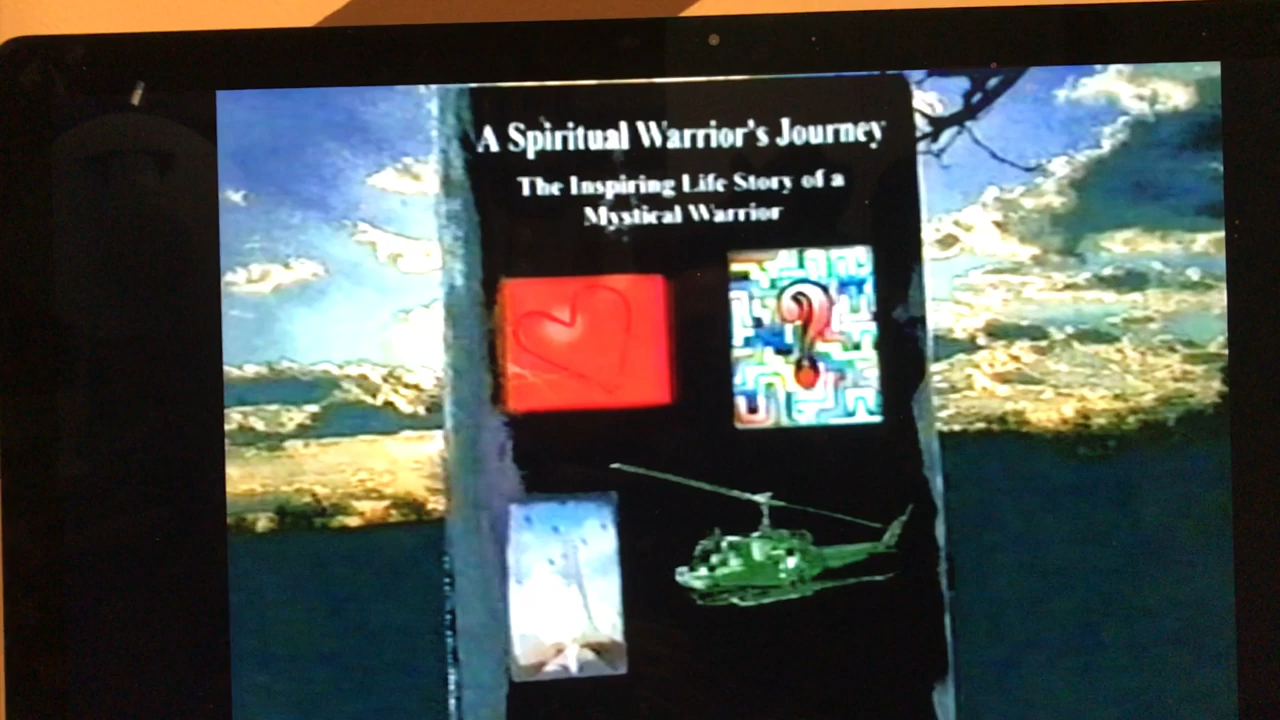 A Spiritual Warrior's Journey
The Inspiring Life Story of a
Mystical Warrior
?